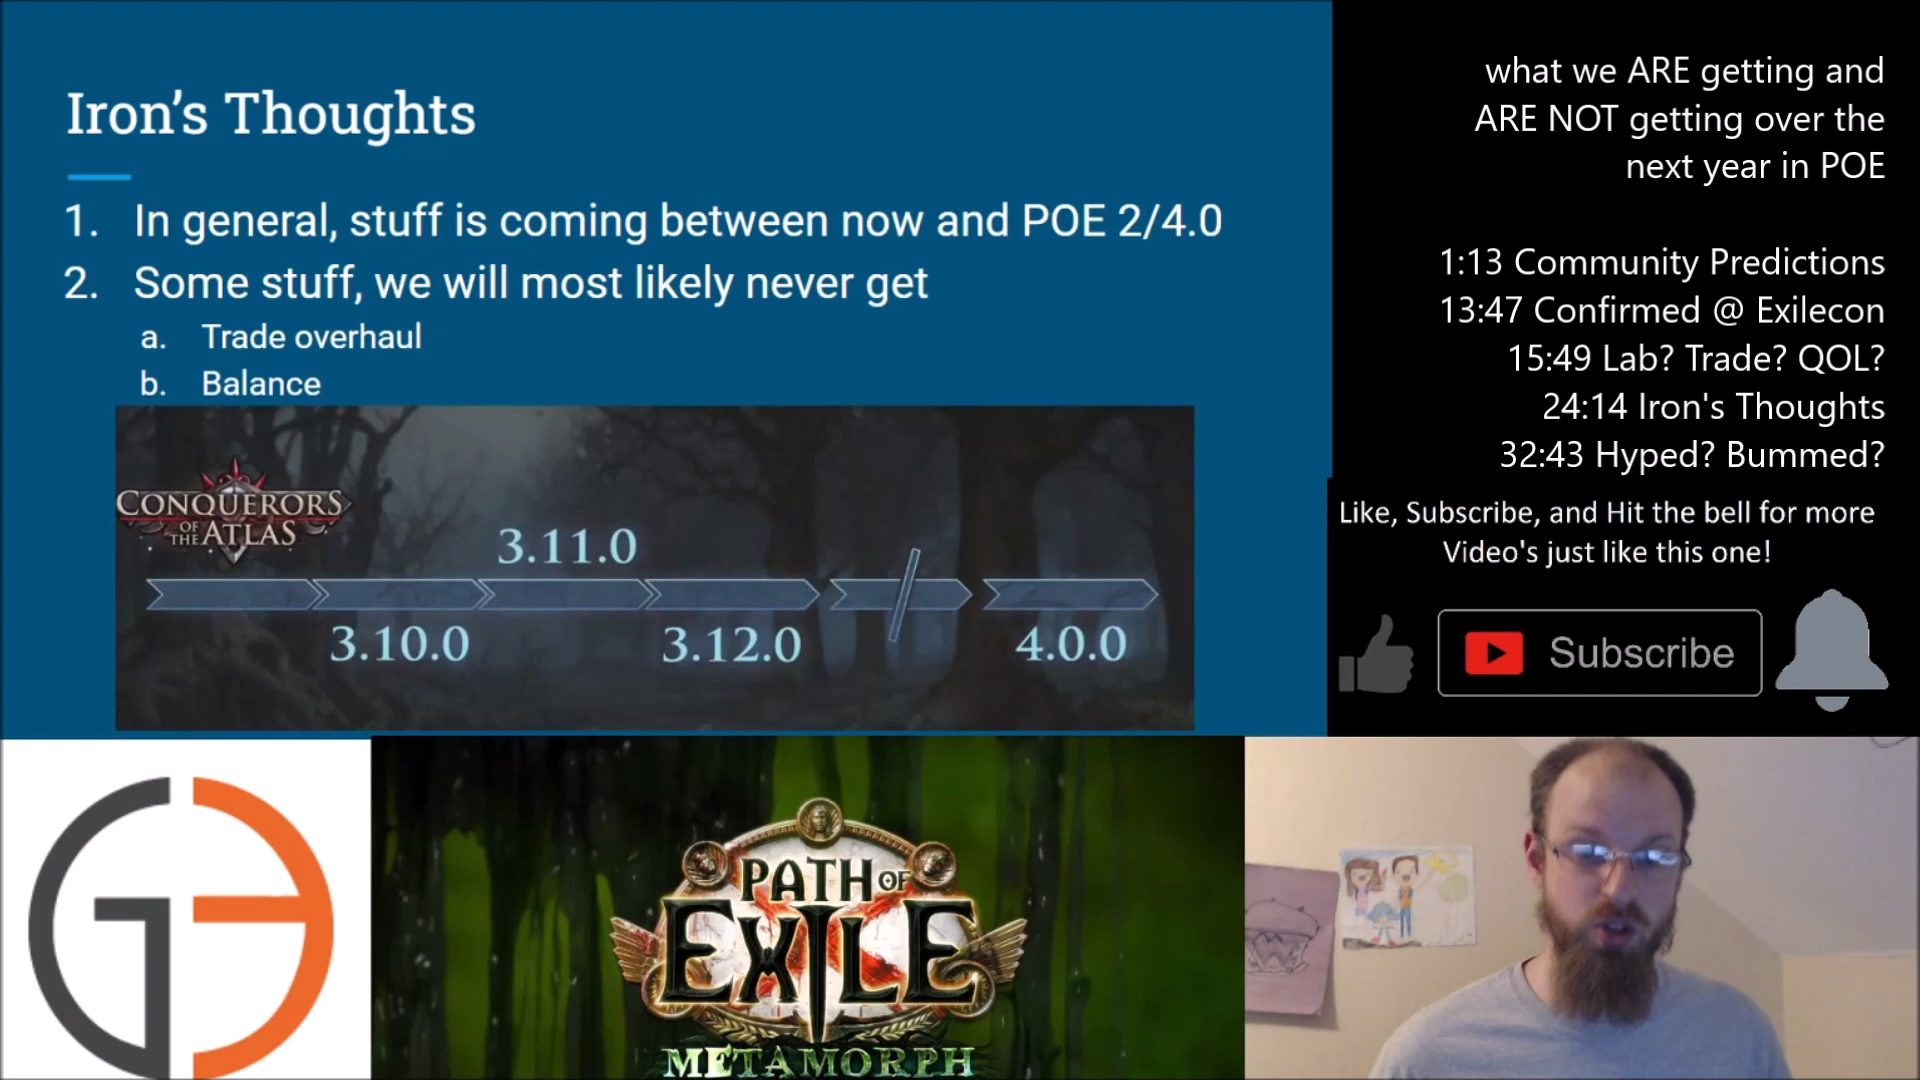 Iron's Thoughts
1. In general, stuff is coming between now and POE 2/4.0
2. Some stuff, we will most likely never get
a. Trade overhaul
b. Balance
CONQUERORS
OF
THE ATLAS
3.11.0
3.10.0
3.12.0
4.0.0
what we ARE getting and
ARE NOT getting over the
next year in POE
1:13 Community Predictions
13:47 Confirmed @ Exilecon
15:49 Lab? Trade? QOL?
24:14 Iron's Thoughts
32:43 Hyped? Bummed?
Like, Subscribe, and Hit the bell for more
Video's just like this one!
Subscribe
PATH OF
EXILE
METAMORPH